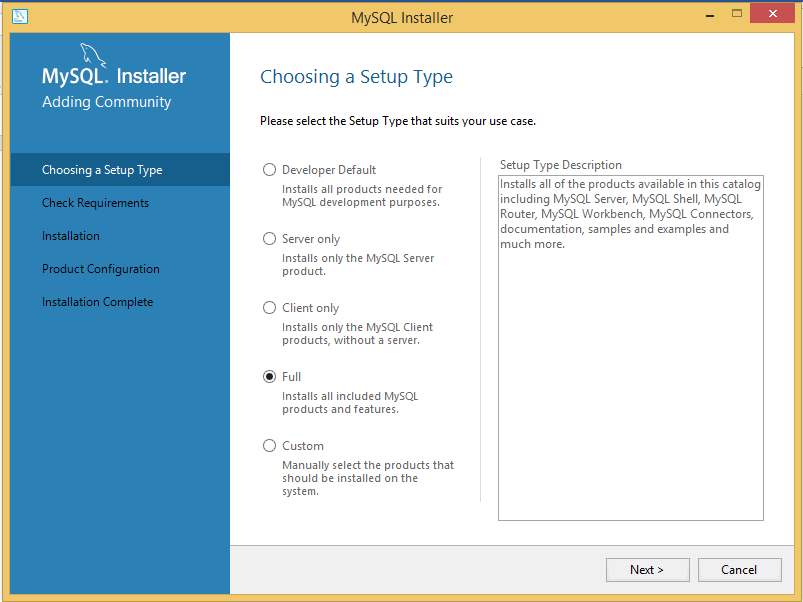 MySQL Installer
MySQL. Installer
Adding Community
Choosing a Setup Type
Check Requirements
Installation
Product Configuration
Installation Complete
Choosing a Setup Type
Please select the Setup Type that suits your use case.
Developer Default
Installs all products needed for
MySQL development purposes.
Server only
Installs only the MySQL Server
product.
Client only
Installs only the MySQL Client
products, without a server.
Full
Installs all included MySQL
products and features.
Custom
Manually select the products that
should be installed on the
system.
Setup Type Description
Installs all of the products available in this catalog
including MySQL Server, MySQL Shell, MySQL
Router, MySQL Workbench, MySQL Connectors,
documentation, samples and examples and
much more.
Next >
Cancel